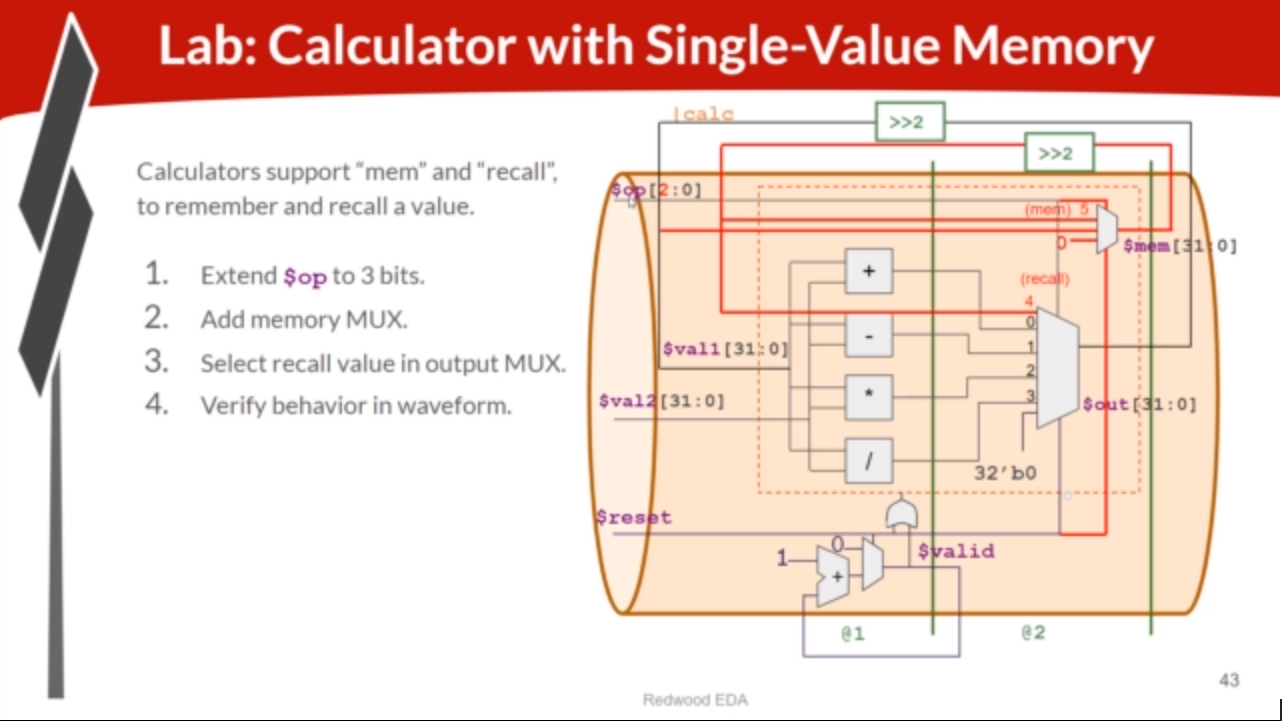 Lab: Calculator with Single-Value Memory
Calculators support “mem” and “recall”,
to remember and recall a value.
1. Extend $op to 3 bits.
2. Add memory MUX.
3. Select recall value in output MUX.
4. Verify behavior in waveform.
|calc
>>2
>>2
$op[2:0]
(mem) 5
0
$mem[31:0]
+
(recall)
4
0
-
1
$val1[31:0]
2
*
3
$val2[31:0]
$out[31:0]
/
32'b0
$reset
0
$valid
1
+
@1
@2
43
Redwood EDA